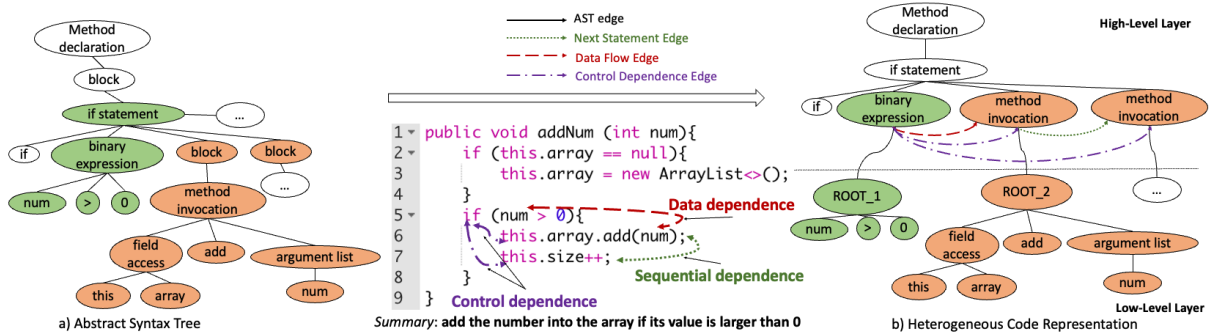 Method
declaration
block
if statement
...
if
binary
expression
block
block
num
>
0
method
invocation
...
field
access
add
argument list
this
array
num
a) Abstract Syntax Tree
AST edge
Next Statement Edge
Data Flow Edge
Control Dependence Edge
1 public void addNum (int num){
2 if (this.array == null){
3 this.array = new ArrayList<>();
4 }
5 if (num > 0){
6 this.array.add(num);
7 this.size++;
8 }
9 }
Data dependence
Sequential dependence
Control dependence
Summary: add the number into the array if its value is larger than 0
Method
declaration
High-Level Layer
if statement
if
binary
expression
method
invocation
method
invocation
ROOT_1
ROOT_2
...
num
>
0
field
access
add
argument list
this
array
num
Low-Level Layer
b) Heterogeneous Code Representation